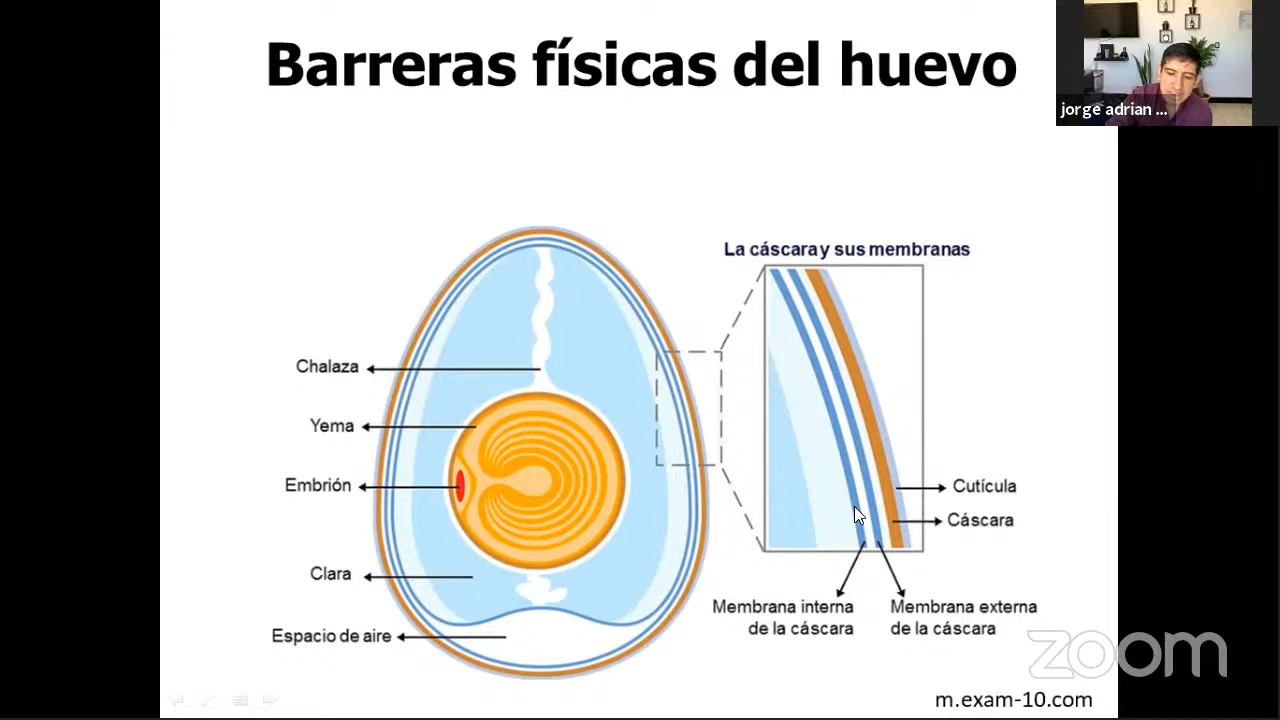 Barreras físicas del huevo
jorge adrian ...
La cáscara y sus membranas
Chalaza
Yema
Embrión
Clara
Espacio de aire
Cutícula
Cáscara
Membrana interna
de la cáscara
Membrana externa
de la cáscara
zoom
m.exam-10.com